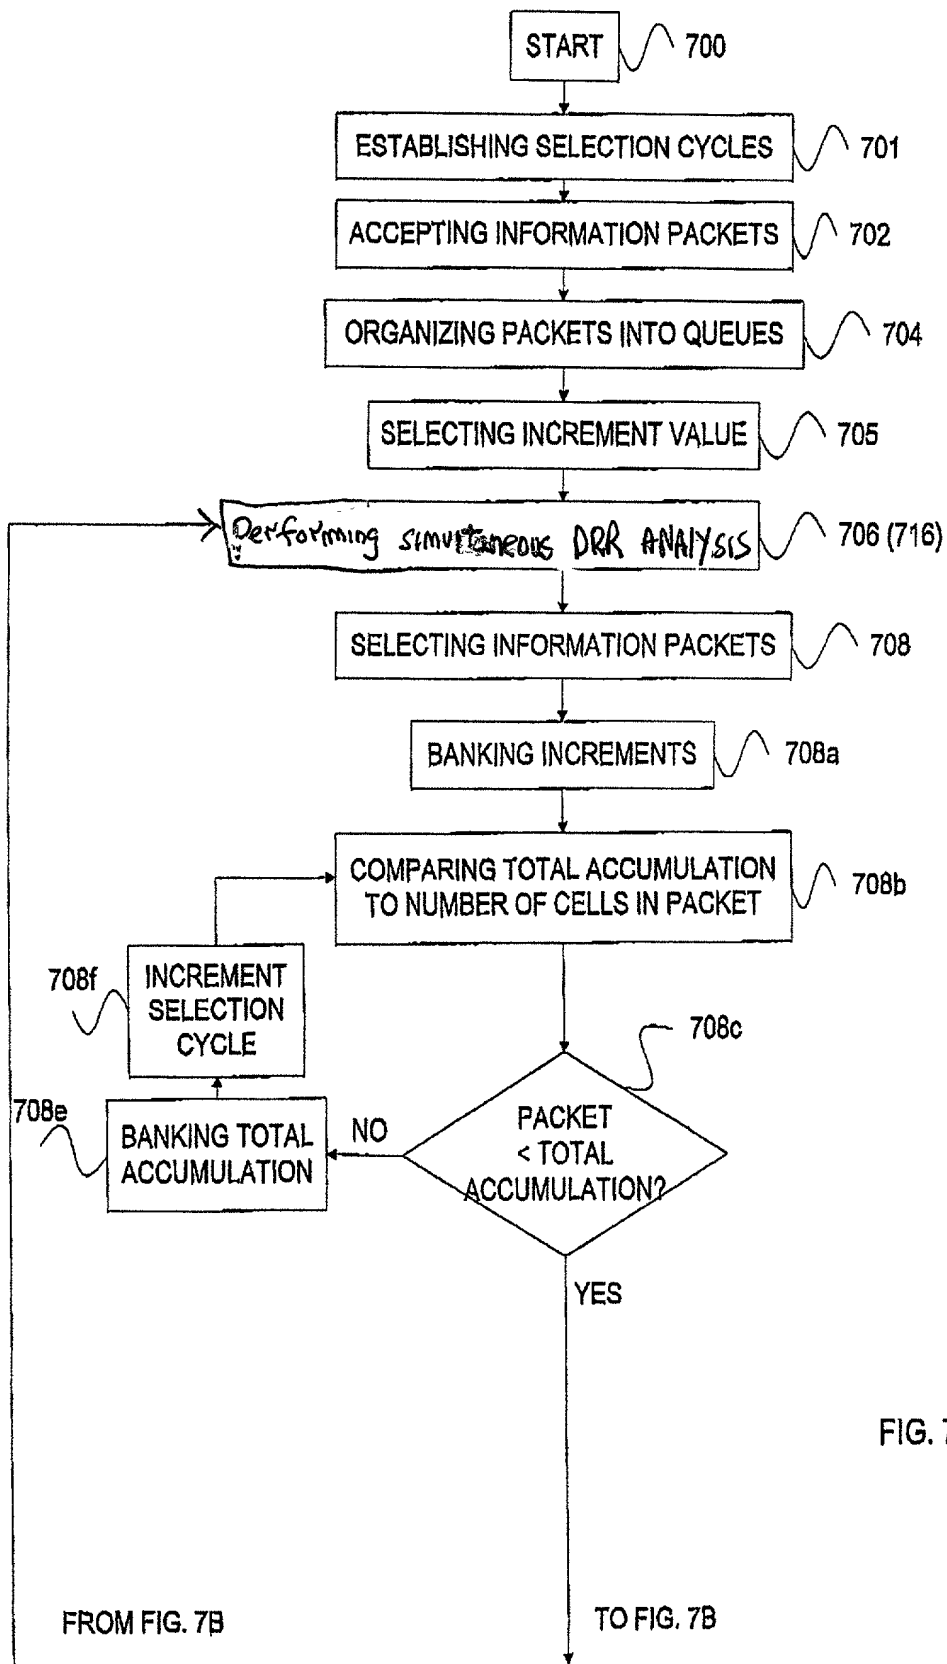 START
700
ESTABLISHING SELECTION CYCLES
701
ACCEPTING INFORMATION PACKETS
702
ORGANIZING PACKETS INTO QUEUES
704
SELECTING INCREMENT VALUE
705
Performing simultaneous DRR ANALYSIS
706 (716)
SELECTING INFORMATION PACKETS
708
BANKING INCREMENTS
708a
COMPARING TOTAL ACCUMULATION
TO NUMBER OF CELLS IN PACKET
708b
708f
INCREMENT
SELECTION
CYCLE
708c
708e
BANKING TOTAL
ACCUMULATION
NO
PACKET
< TOTAL
ACCUMULATION?
YES
FIG. 7
FROM FIG. 7B
TO FIG. 7B